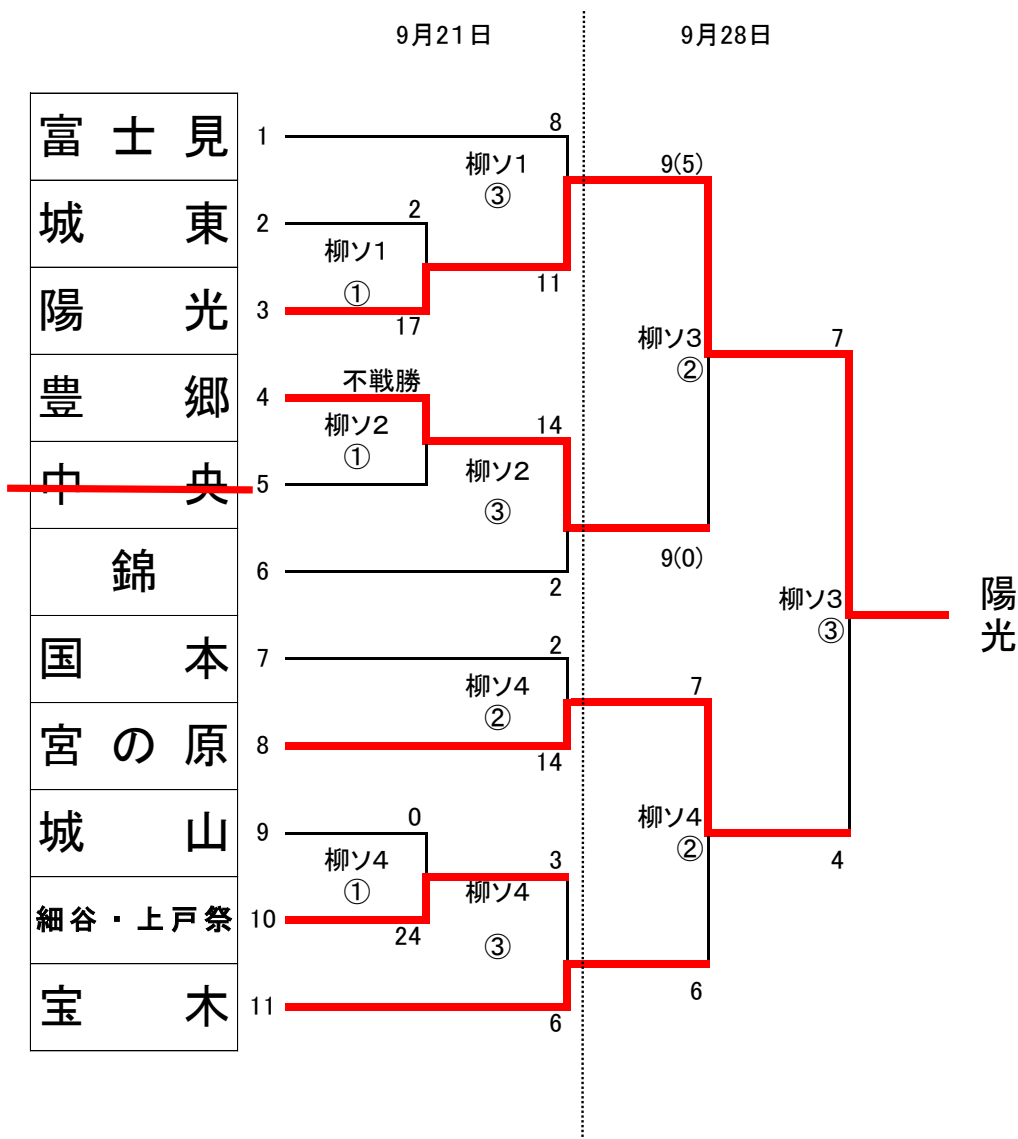 9月21日
9月28日
富士見 1
8
柳ソ1
③
9(5)
城東 2
2
柳ソ1
①
11
陽光 3
17
柳ソ3
②
7
豊郷 4
不戦勝
柳ソ2
①
14
柳ソ2
③
中央 5
9(0)
錦 6
2
柳ソ3
③
陽光
国本 7
2
柳ソ4
②
7
宮の原 8
14
城山 9
0
柳ソ4
①
3
柳ソ4
③
柳ソ4
②
4
細谷・上戸祭 10
24
6
宝木 11
6